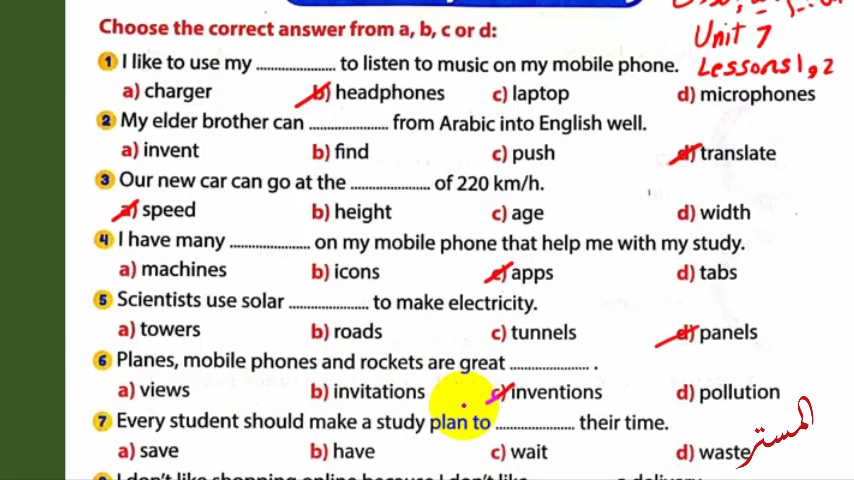 Unit 7
Choose the correct answer from a, b, c or d:
Lessons 1, 2
1 I like to use my ..................... to listen to music on my mobile phone.
a) charger b) headphones c) laptop d) microphones
2 My elder brother can ..................... from Arabic into English well.
a) invent b) find c) push d) translate
3 Our new car can go at the ..................... of 220 km/h.
a) speed b) height c) age d) width
4 I have many ..................... on my mobile phone that help me with my study.
a) machines b) icons c) apps d) tabs
5 Scientists use solar ..................... to make electricity.
a) towers b) roads c) tunnels d) panels
6 Planes, mobile phones and rockets are great ..................... .
a) views b) invitations c) inventions d) pollution
7 Every student should make a study plan to ..................... their time.
a) save b) have c) wait d) waste
المستر